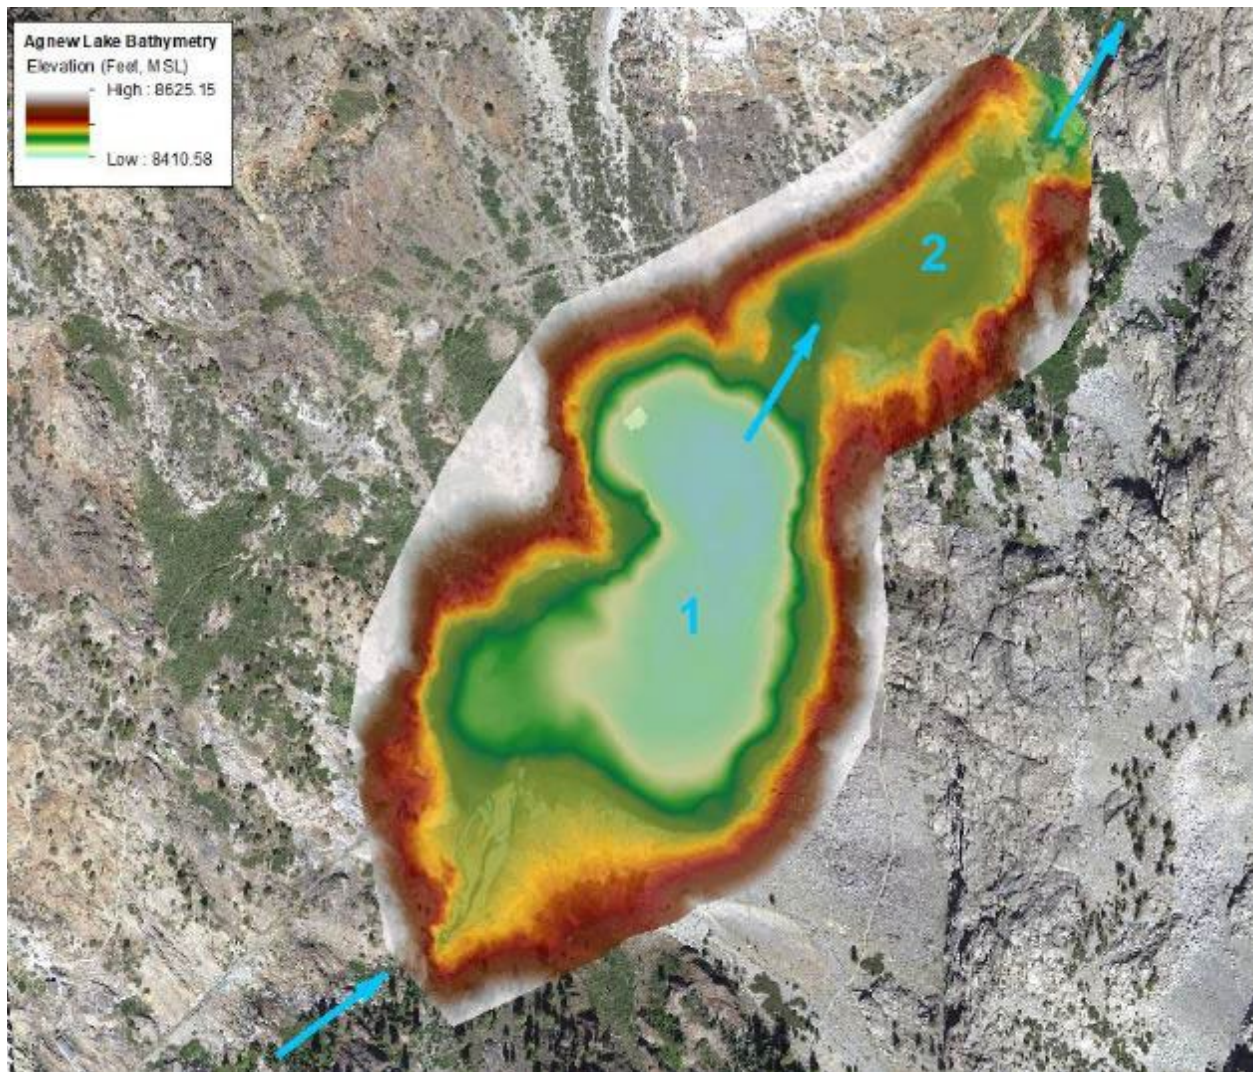 Agnew Lake Bathymetry
Elevation (Feet, MSL)
High : 8625.15
Low : 8410.58
2
1